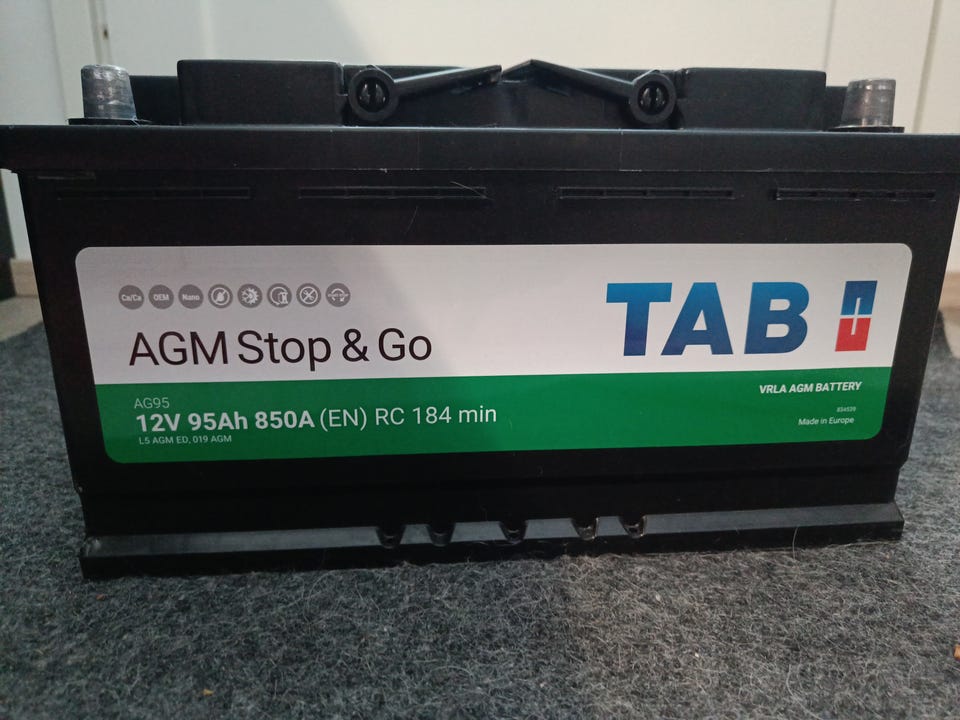 Ca/Ca OEM Nano
AGM Stop & Go
TAB
AG95
12V 95Ah 850A (EN) RC 184 min
L5 AGM ED, 019 AGM
VRLA AGM BATTERY
Made in Europe